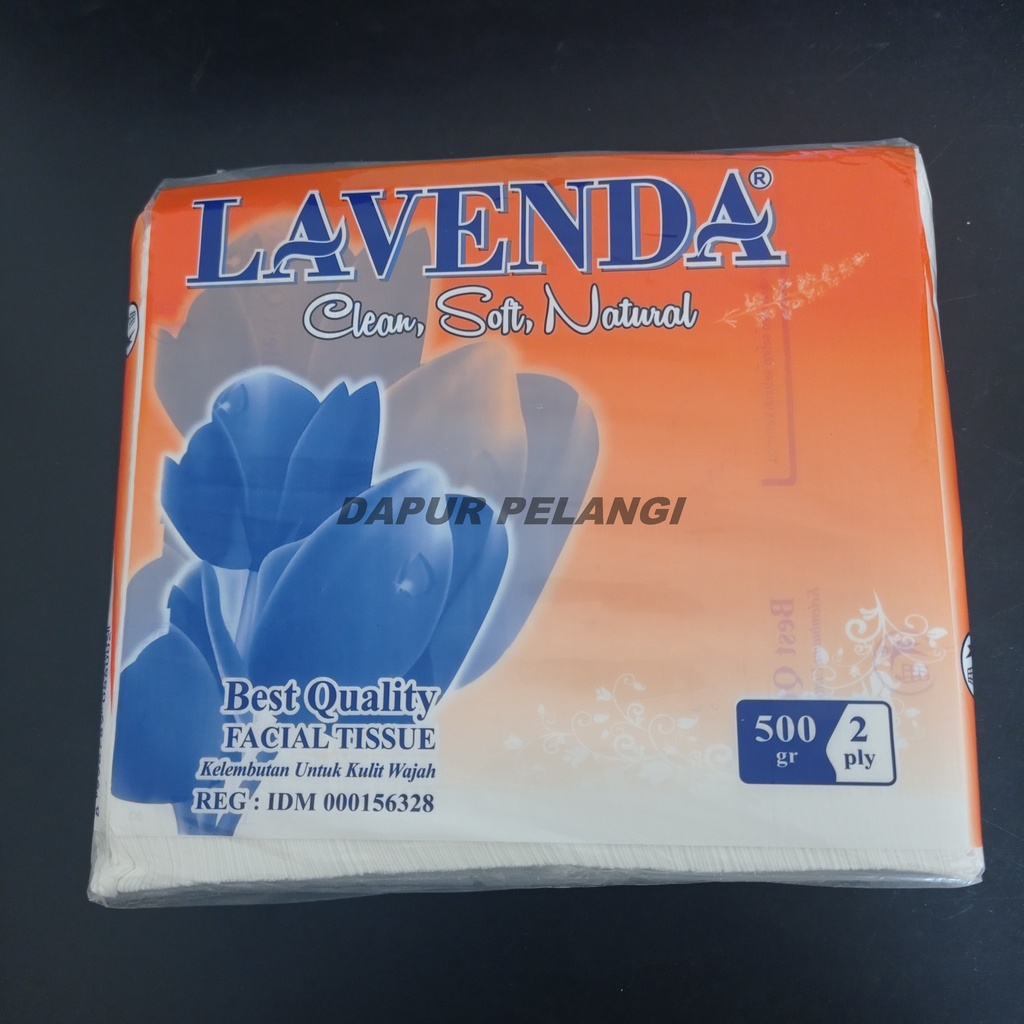 LAVENDA®
Clean, Soft, Natural
DAPUR PELANGI
Best Quality
FACIAL TISSUE
Kelembutan Untuk Kulit Wajah
REG : IDM 000156328
500 gr
2 ply